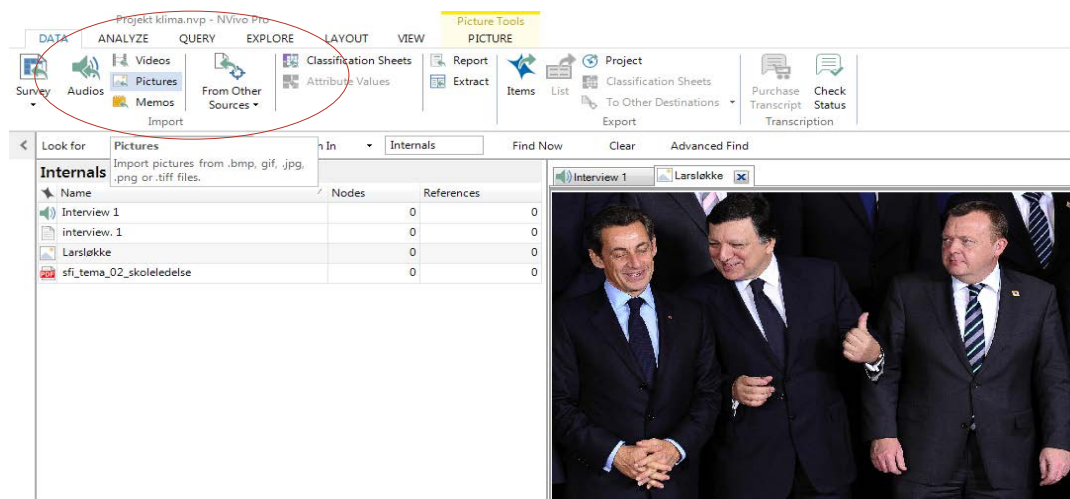 Projekt klima.nvp - NVivo Pro
Picture Tools
DATA ANALYZE QUERY EXPLORE LAYOUT VIEW PICTURE
Videos Classification Sheets Report Project
Pictures Attribute Values Extract Classification Sheets
Survey Audios Memos From Other Sources Items List To Other Destinations Purchase Transcript Check Status
Import Export Transcription
Look for In Internals Find Now Clear Advanced Find
Pictures
Import pictures from .bmp, gif, .jpg,
.png or .tiff files.
Internals
Interview 1 Larsløkke
Name Nodes References
Interview 1 0 0
interview. 1 0 0
Larsløkke 0 0
PDF sfi_tema_02_skoleledelse 0 0